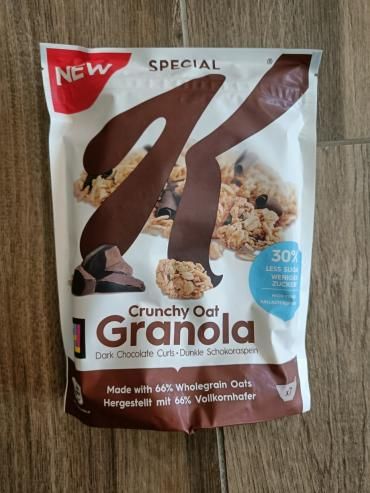 NEW
SPECIAL
®
K
30%
LESS SUGAR
WENIGER
ZUCKER
Crunchy Oat
Granola
Dark Chocolate Curls • Dunkle Schokoraspeln
Made with 66% Wholegrain Oats
Hergestellt mit 66% Vollkornhafer
x7